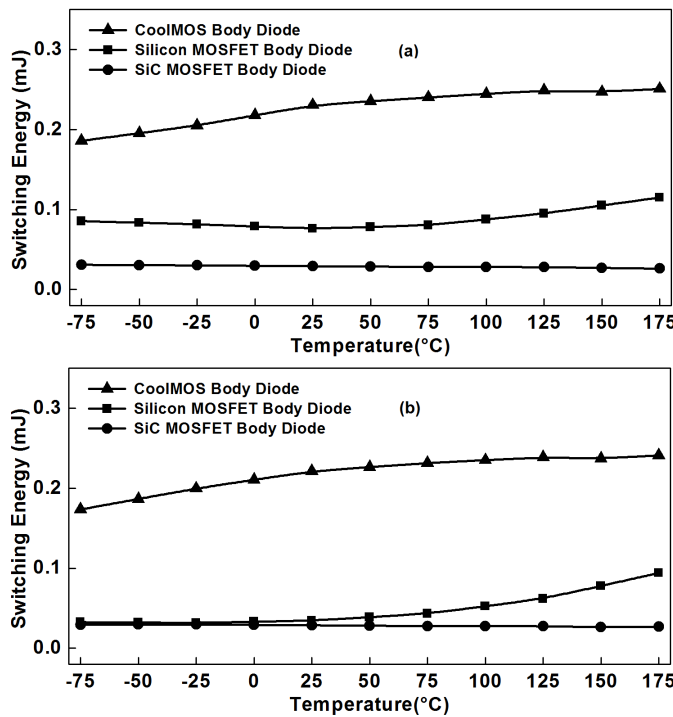 CoolMOS Body Diode
Silicon MOSFET Body Diode
SiC MOSFET Body Diode
(a)
Switching Energy (mJ)
0.3
0.2
0.1
0.0
-75 -50 -25 0 25 50 75 100 125 150 175
Temperature(°C)
CoolMOS Body Diode
Silicon MOSFET Body Diode
SiC MOSFET Body Diode
(b)
Switching Energy (mJ)
0.3
0.2
0.1
0.0
-75 -50 -25 0 25 50 75 100 125 150 175
Temperature(°C)